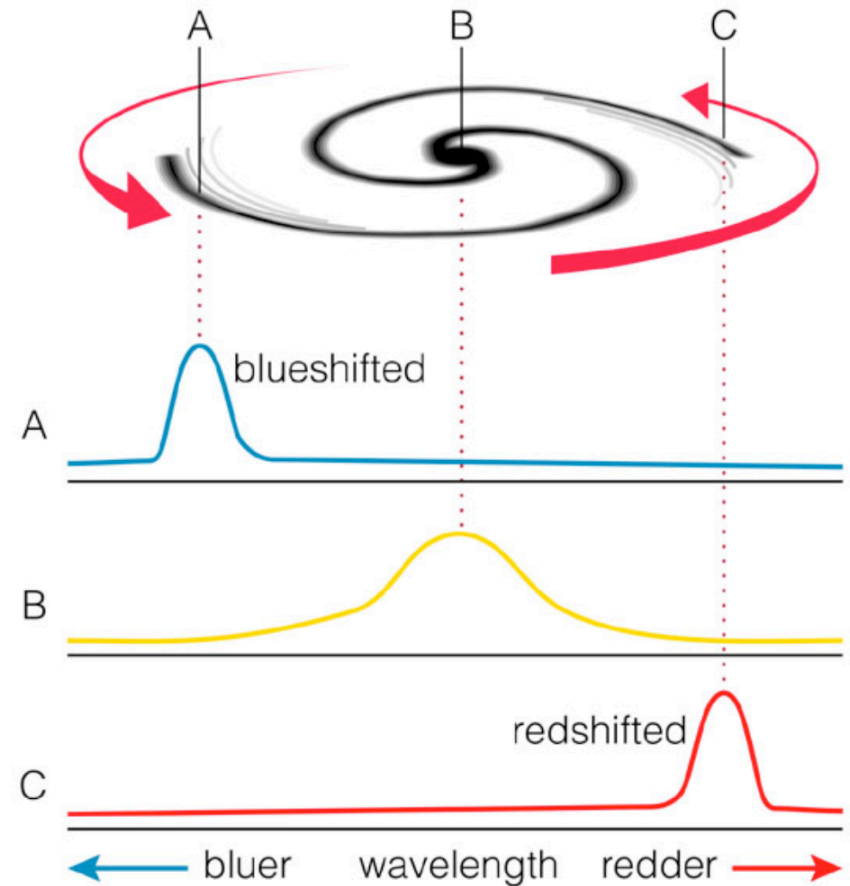 A B C
blueshifted
A
B
redshifted
C
bluer wavelength redder